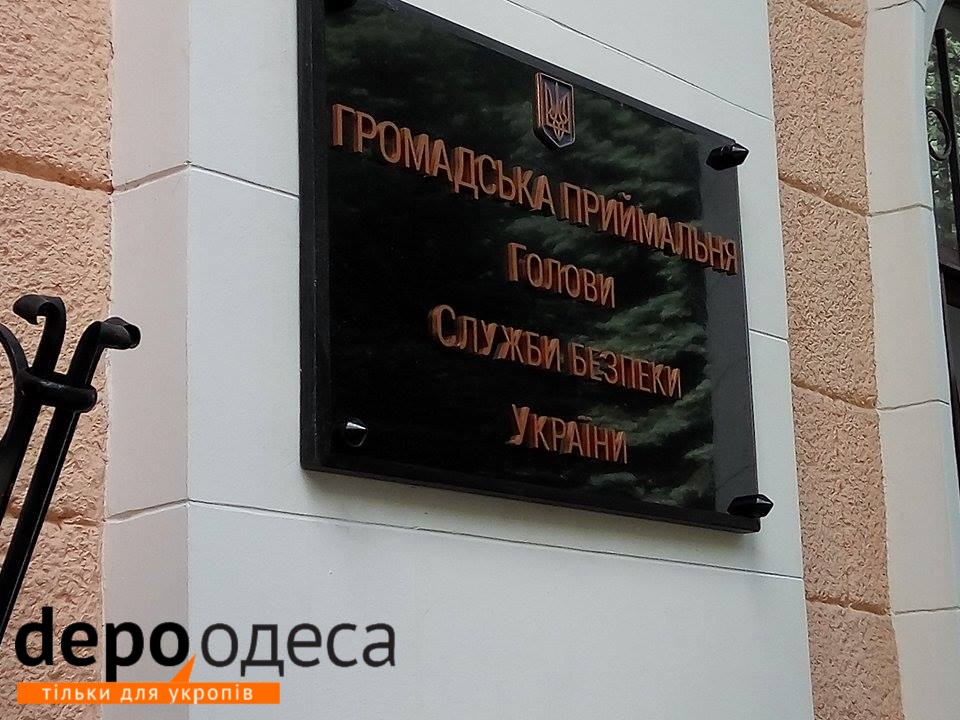 ГРОМАДСЬКА ПРИЙМАЛЬНЯ
ГОЛОВИ
СЛУЖБИ БЕЗПЕКИ
УКРАЇНИ
depo одеса
тільки для укропів